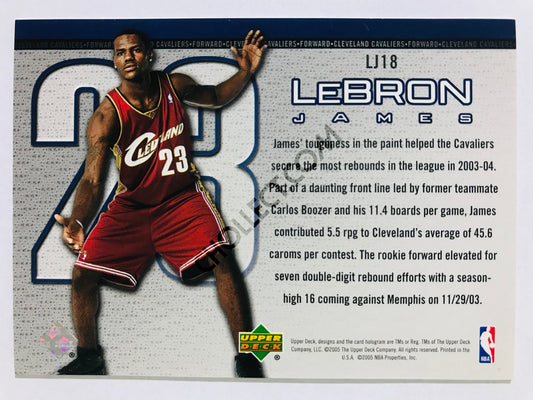 CAVALIERS•FORWARD•CLEVELAND CAVALIERS•FORWARD•CLEVELAND CAVALIERS•FORWARD•CLEVELAND CAVALIERS
LJ18
LEBRON
JAMES
23
CLEVELAND
23
James' toughness in the paint helped the Cavaliers
secure the most rebounds in the league in 2003-04.
Part of a daunting front line led by former teammate
Carlos Boozer and his 11.4 boards per game, James
contributed 5.5 rpg to Cleveland's average of 45.6
caroms per contest. The rookie forward elevated for
seven double-digit rebound efforts with a season-
high 16 coming against Memphis on 11/29/03.
CHOLLECT.COM
UPPER
DECK
Upper Deck, designs and the card hologram are TMs or Reg. TMs of The Upper Deck
Company, LLC. ©2005 The Upper Deck Company. All rights reserved. Printed in the
U.S.A. ©2005 NBA Properties, Inc.
NBA